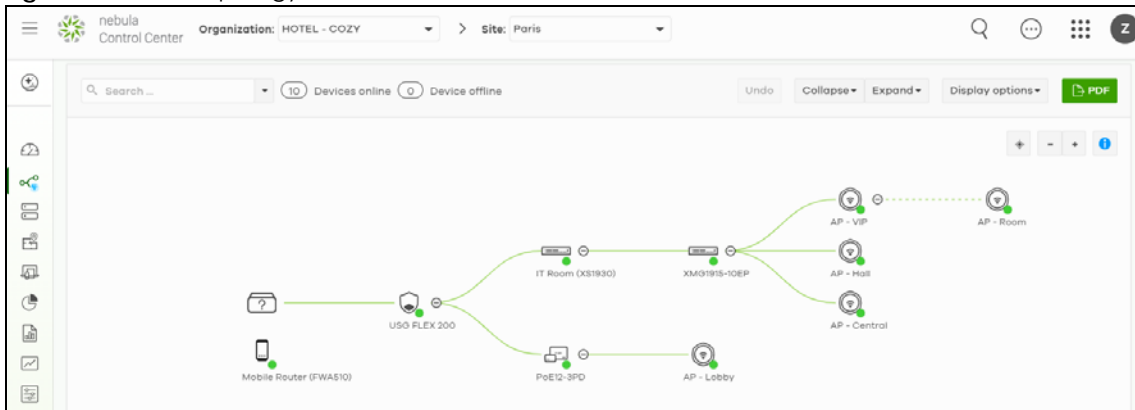 nebula
Control Center
Organization: HOTEL - COZY
> Site: Paris
Z
Search...
10 Devices online 0 Device offline
Undo Collapse Expand Display options PDF
- + i
AP - VIP
AP - Room
IT Room (XS1930)
XMG1915-10EP
AP - Hall
?
USG FLEX 200
AP - Central
Mobile Router (FWA510)
PoE12-3PD
AP - Lobby